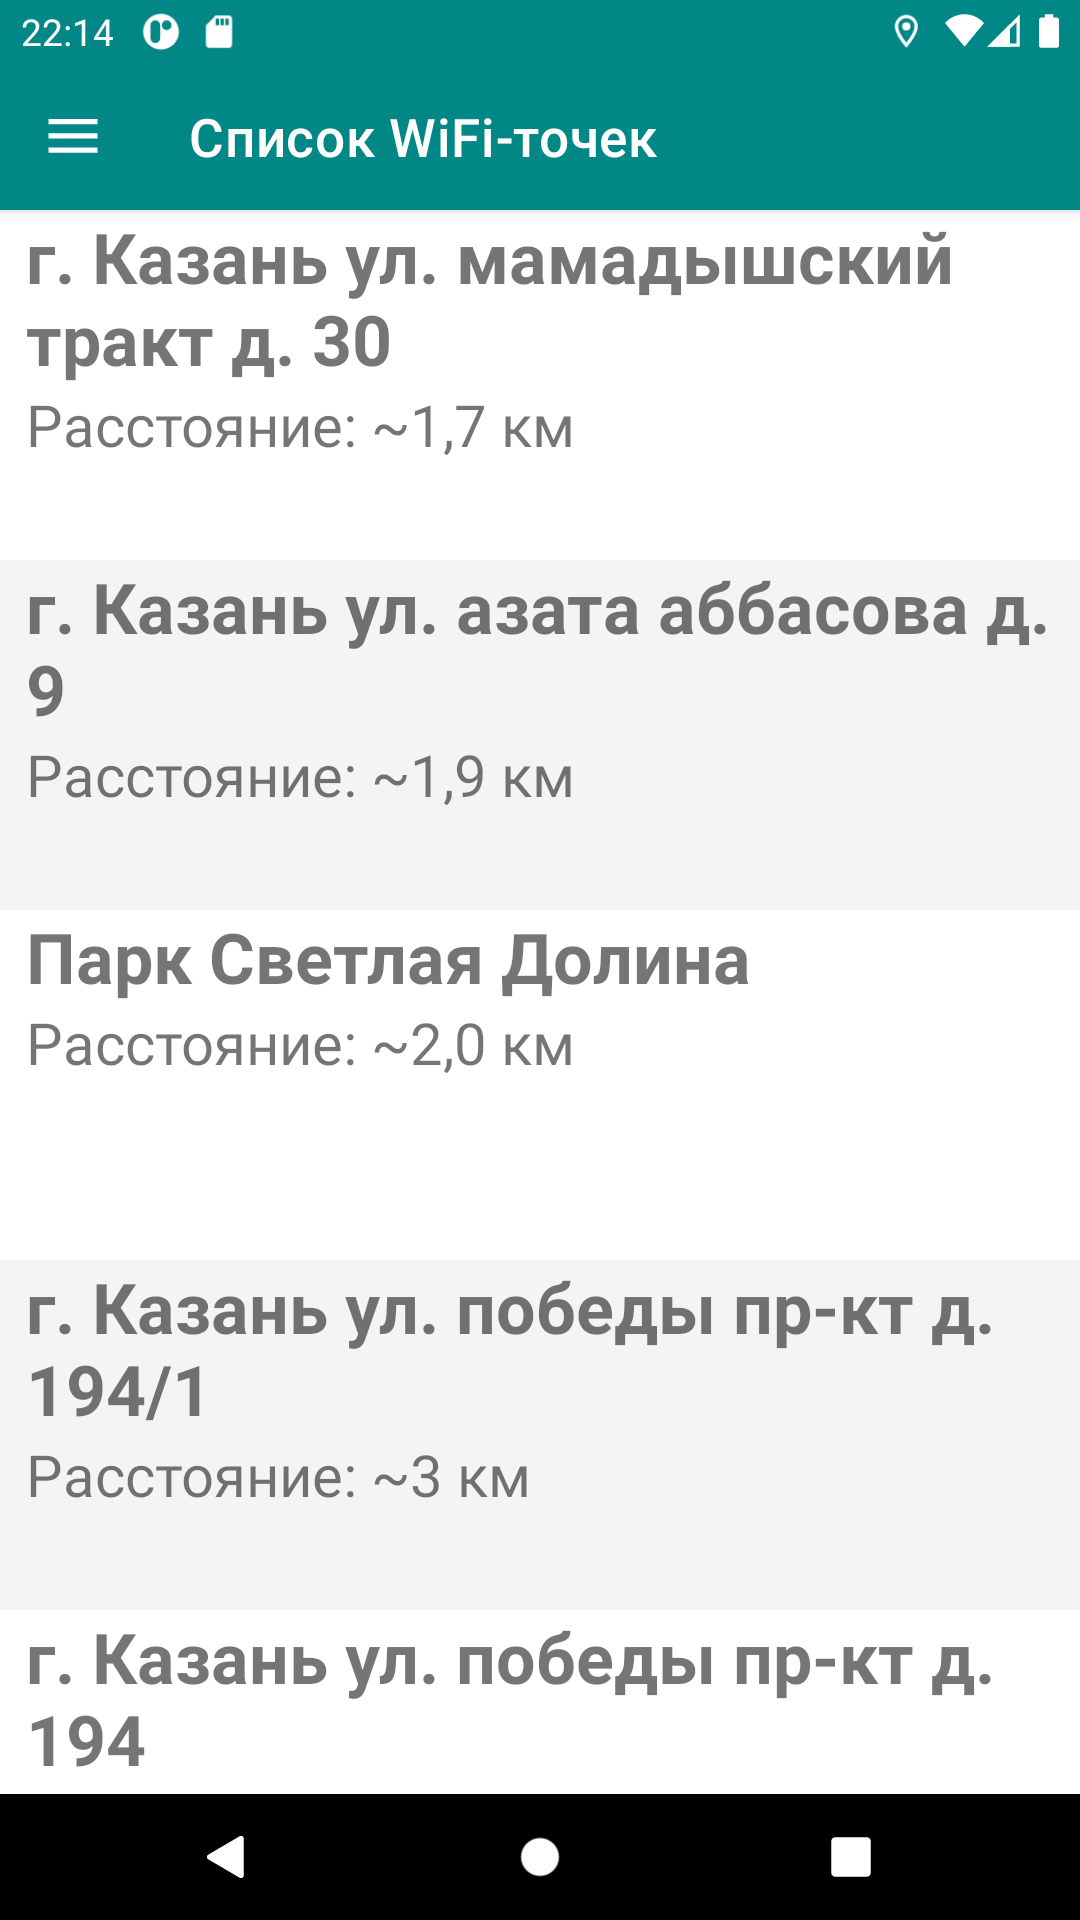 22:14
Список WiFi-точек
г. Казань ул. мамадышский
тракт д. 30
Расстояние: ~1,7 км
г. Казань ул. азата аббасова д.
9
Расстояние: ~1,9 км
Парк Светлая Долина
Расстояние: ~2,0 км
г. Казань ул. победы пр-кт д.
194/1
Расстояние: ~3 км
г. Казань ул. победы пр-кт д.
194